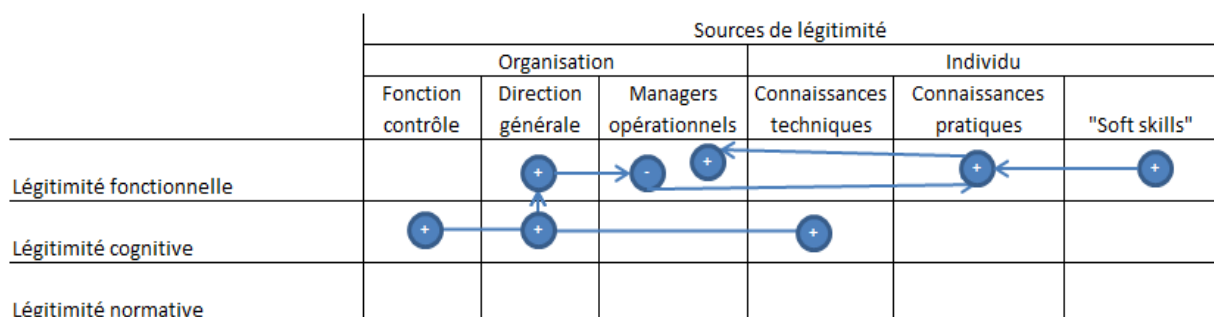 Sources de légitimité
Organisation Individu
Fonction Direction Managers Connaissances Connaissances
contrôle générale opérationnels techniques pratiques "Soft skills"
+
Légitimité fonctionnelle + - + +
Légitimité cognitive + + +
Légitimité normative